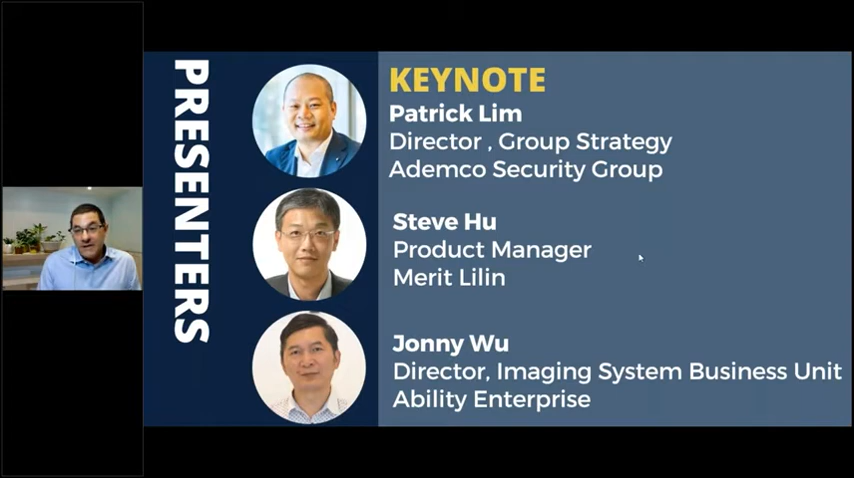 PRESENTERS
KEYNOTE
Patrick Lim
Director , Group Strategy
Ademco Security Group
Steve Hu
Product Manager
Merit Lilin
Jonny Wu
Director, Imaging System Business Unit
Ability Enterprise